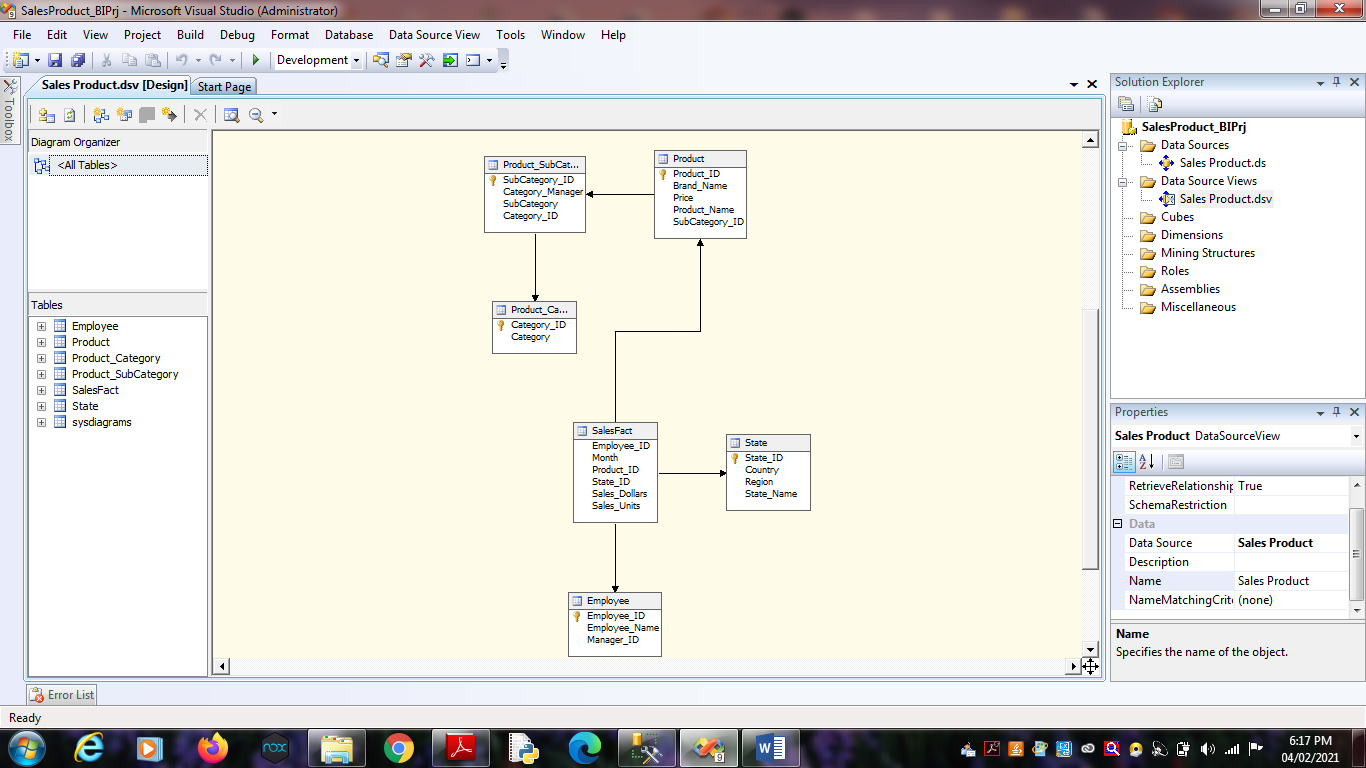 SalesProduct_BIPrj - Microsoft Visual Studio (Administrator)
File Edit View Project Build Debug Format Database Data Source View Tools Window Help
Development
Toolbox
Sales Product.dsv [Design] Start Page
Diagram Organizer
<All Tables>
Tables
Employee
Product
Product_Category
Product_SubCategory
SalesFact
State
sysdiagrams
Product_SubCat...
SubCategory_ID
Category_Manager
SubCategory
Category_ID
Product
Product_ID
Brand_Name
Price
Product_Name
SubCategory_ID
Product_Ca...
Category_ID
Category
SalesFact
Employee_ID
Month
Product_ID
State_ID
Sales_Dollars
Sales_Units
State
State_ID
Country
Region
State_Name
Employee
Employee_ID
Employee_Name
Manager_ID
Solution Explorer
SalesProduct_BIPrj
Data Sources
Sales Product.ds
Data Source Views
Sales Product.dsv
Cubes
Dimensions
Mining Structures
Roles
Assemblies
Miscellaneous
Properties
Sales Product DataSourceView
RetrieveRelationship True
SchemaRestriction
Data
Data Source Sales Product
Description
Name Sales Product
NameMatchingCrite (none)
Name
Specifies the name of the object.
Error List
Ready
nox
9
6:17 PM
04/02/2021